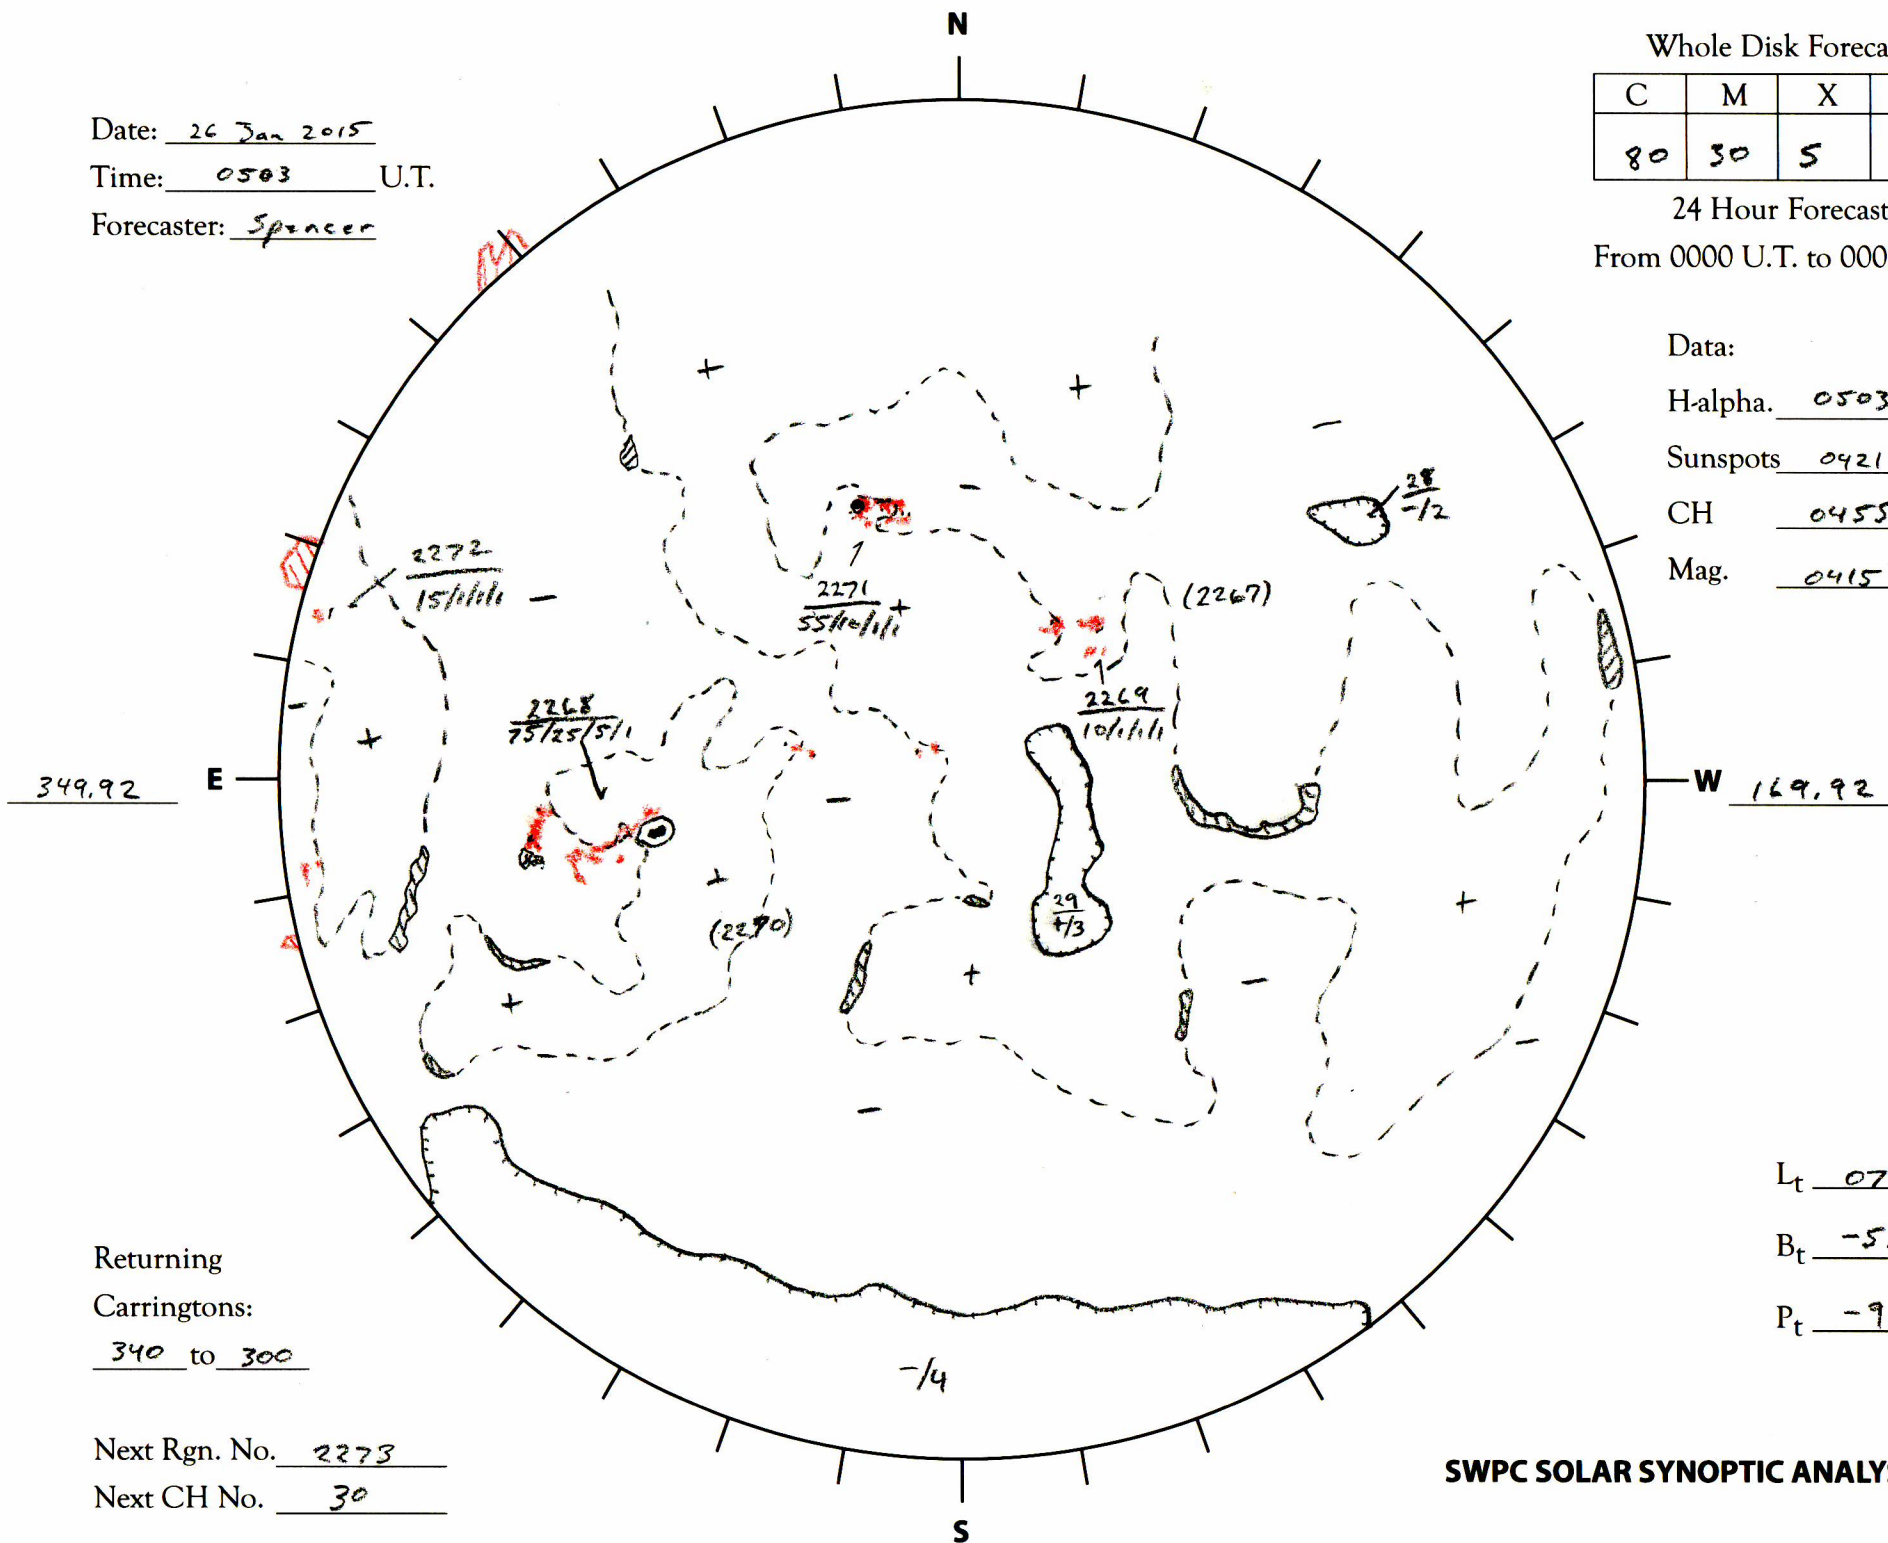 N
Whole Disk Foreca
C M X
80 30 5
24 Hour Forecast
From 0000 U.T. to 000
Date: 26 Jan 2015
Time: 0503 U.T.
Forecaster: Spencer
Data:
H-alpha. 0503
Sunspots 0421
CH 0455
Mag. 0415
+
+
-
28
-/2
-
2272
15/1/1/1
-
2271
55/10/1/1
+
(2267)
-
2268
75/25/5/1
2269
10/1/1/1
+
349.92
E
-
W
169.92
+
29
+/3
+
(2270)
+
+
-
-
-
Lt 07
Bt -5.
Pt -9
Returning
Carringtons:
340 to 300
-/4
Next Rgn. No. 2273
Next CH No. 30
SWPC SOLAR SYNOPTIC ANALY
S